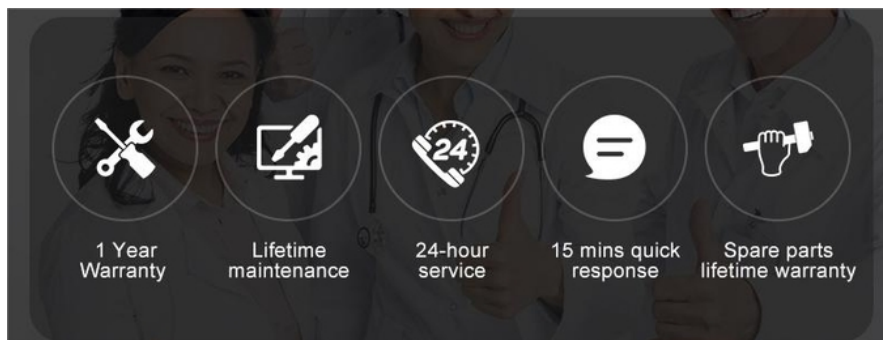 24
1 Year
Warranty
Lifetime
maintenance
24-hour
service
15 mins quick
response
Spare parts
lifetime warranty